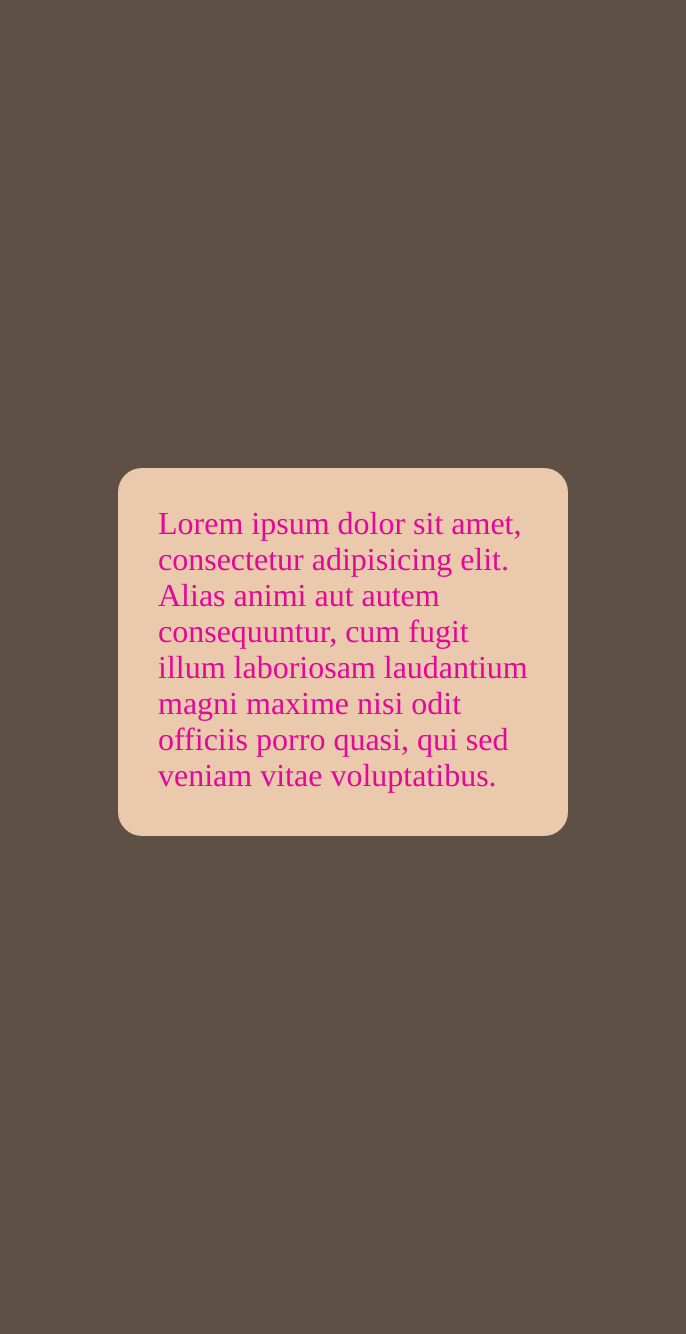 Lorem ipsum dolor sit amet,
consectetur adipisicing elit.
Alias animi aut autem
consequuntur, cum fugit
illum laboriosam laudantium
magni maxime nisi odit
officiis porro quasi, qui sed
veniam vitae voluptatibus.